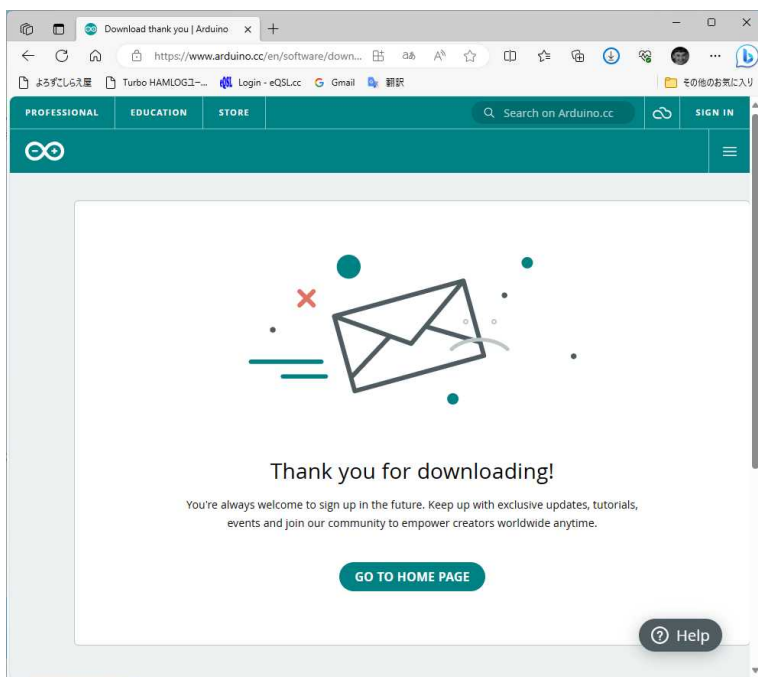 Download thank you | Arduino
https://www.arduino.cc/en/software/down...
よろずこしらえ屋
Turbo HAMLOGユー...
Login - eQSL.cc
Gmail
翻訳
その他のお気に入り
PROFESSIONAL
EDUCATION
STORE
Search on Arduino.cc
SIGN IN
Thank you for downloading!
You're always welcome to sign up in the future. Keep up with exclusive updates, tutorials,
events and join our community to empower creators worldwide anytime.
GO TO HOME PAGE
Help